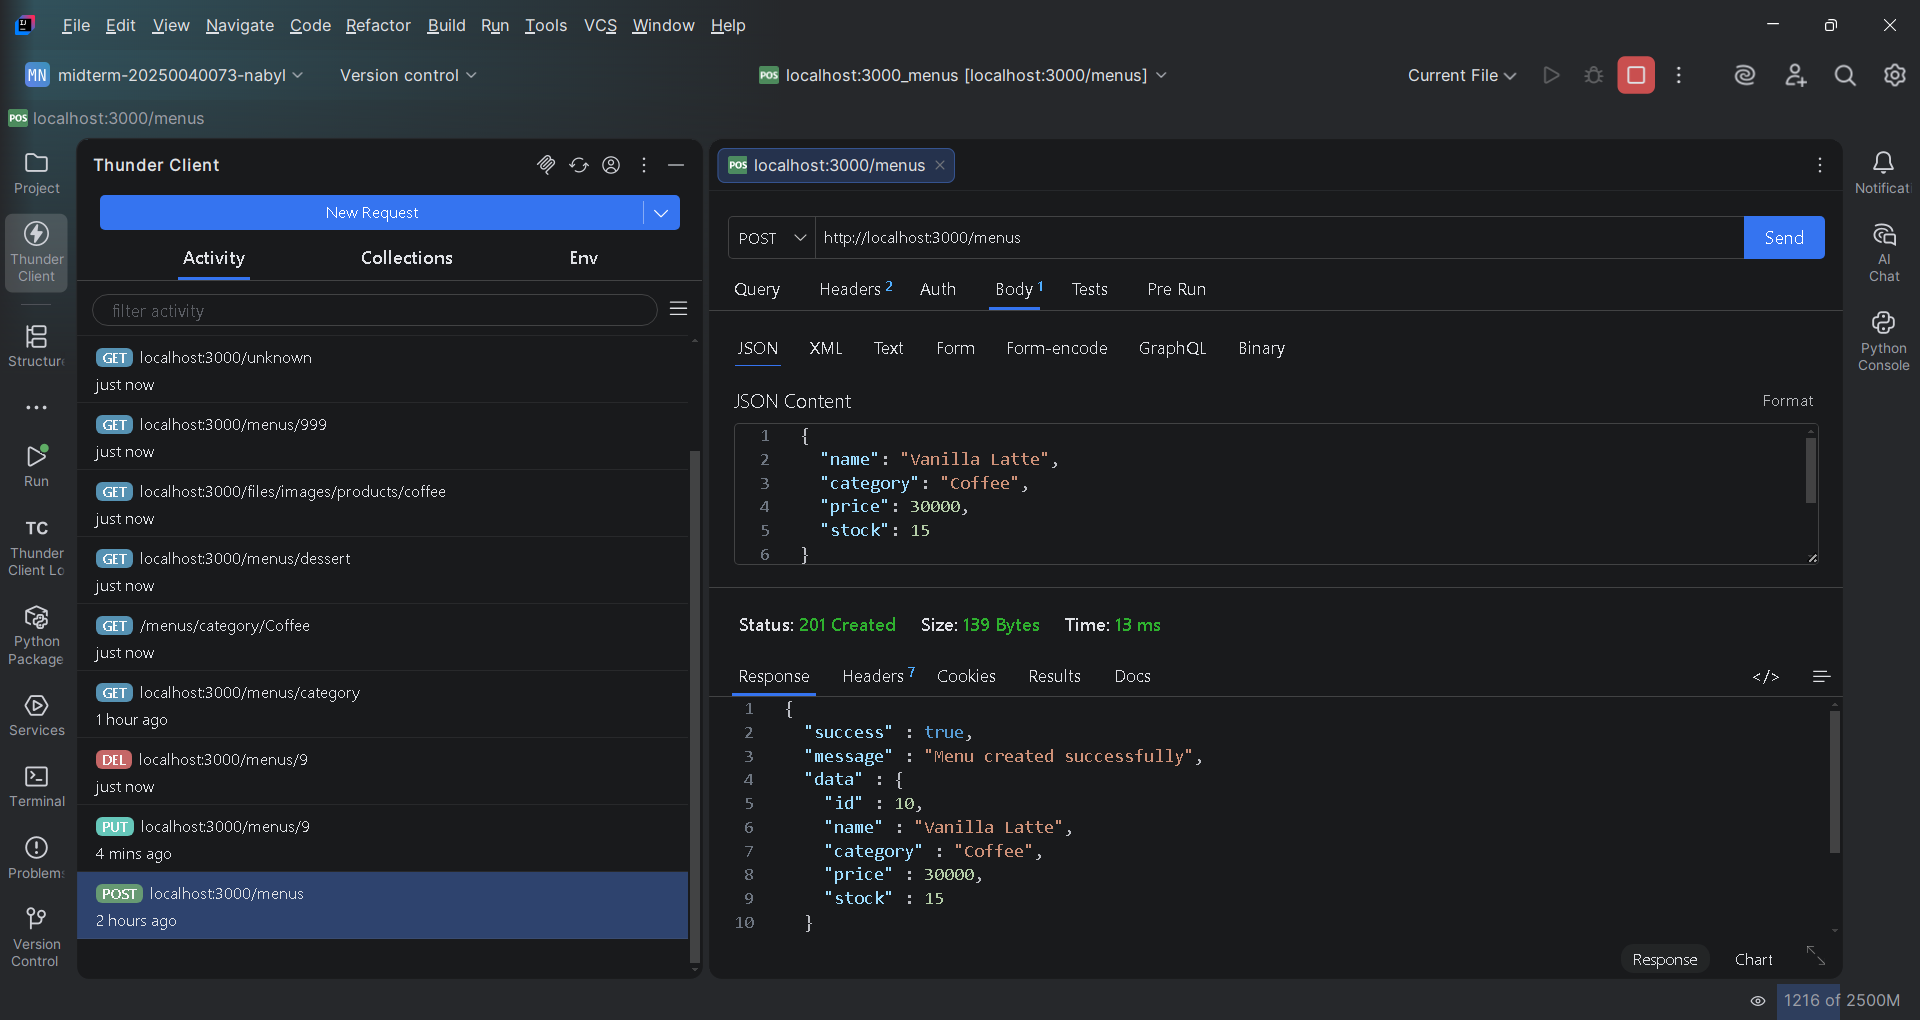 File Edit View Navigate Code Refactor Build Run Tools VCS Window Help
MN midterm-20250040073-nabyl Version control POS localhost:3000_menus [localhost:3000/menus] Current File
POS localhost:3000/menus
Project
Thunder
Client
Structure
Run
TC
Thunder
Client Lo
Python
Package
Services
Terminal
Problems
Version
Control
Thunder Client
New Request
Activity Collections Env
filter activity
GET localhost:3000/unknown
just now
GET localhost:3000/menus/999
just now
GET localhost:3000/files/images/products/coffee
just now
GET localhost:3000/menus/dessert
just now
GET /menus/category/Coffee
just now
GET localhost:3000/menus/category
1 hour ago
DEL localhost:3000/menus/9
just now
PUT localhost:3000/menus/9
4 mins ago
POST localhost:3000/menus
2 hours ago
POS localhost:3000/menus
POST http://localhost:3000/menus Send
Query Headers 2 Auth Body 1 Tests Pre Run
JSON XML Text Form Form-encode GraphQL Binary
JSON Content Format
1 {
2 "name": "Vanilla Latte",
3 "category": "Coffee",
4 "price": 30000,
5 "stock": 15
6 }
Status: 201 Created Size: 139 Bytes Time: 13 ms
Response Headers 7 Cookies Results Docs </>
1 {
2 "success" : true,
3 "message" : "Menu created successfully",
4 "data" : {
5 "id" : 10,
6 "name" : "Vanilla Latte",
7 "category" : "Coffee",
8 "price" : 30000,
9 "stock" : 15
10 }
Response Chart
Notificati
AI
Chat
Python
Console
1216 of 2500M